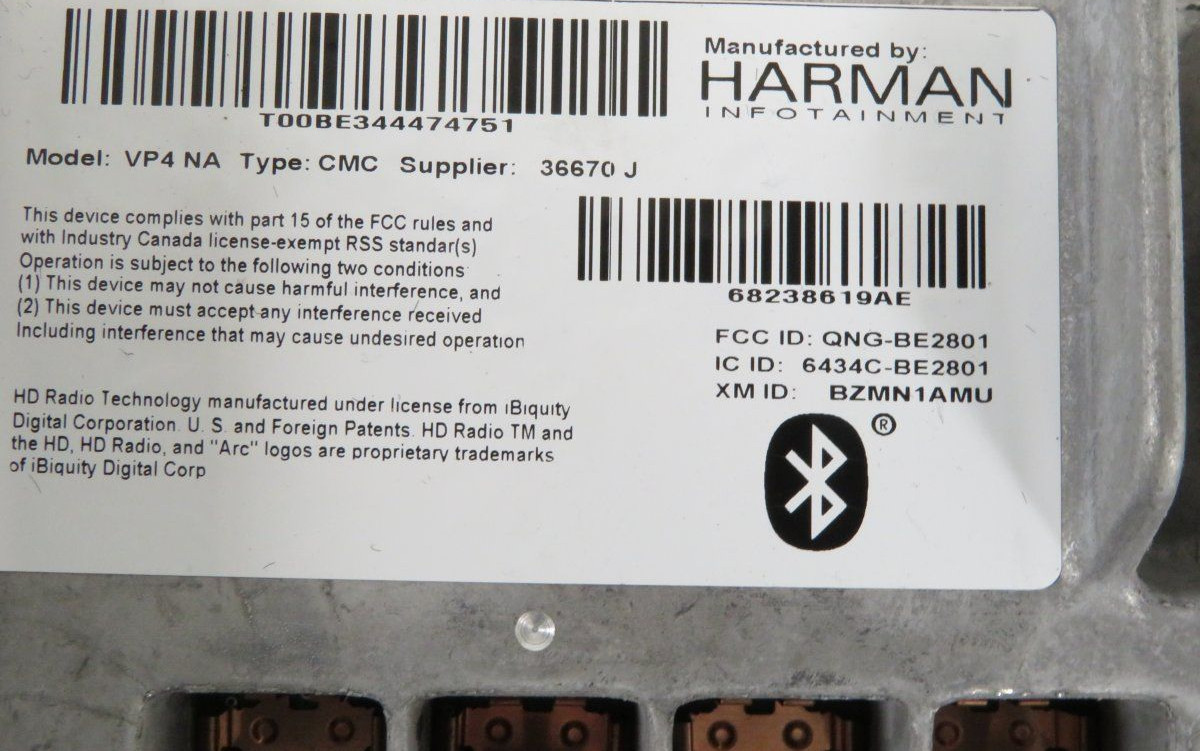 Manufactured by:
HARMAN
INFOTAINMENT
T00BE344474751
Model: VP4 NA Type: CMC Supplier: 36670 J
This device complies with part 15 of the FCC rules and
with Industry Canada license-exempt RSS standar(s)
Operation is subject to the following two conditions
(1) This device may not cause harmful interference, and
(2) This device must accept any interference received
Including interference that may cause undesired operation
68238619AE
FCC ID: QNG-BE2801
IC ID: 6434C-BE2801
XM ID: BZMN1AMU
®
HD Radio Technology manufactured under license from iBiquity
Digital Corporation. U. S. and Foreign Patents. HD Radio TM and
the HD, HD Radio, and "Arc" logos are proprietary trademarks
of iBiquity Digital Corp